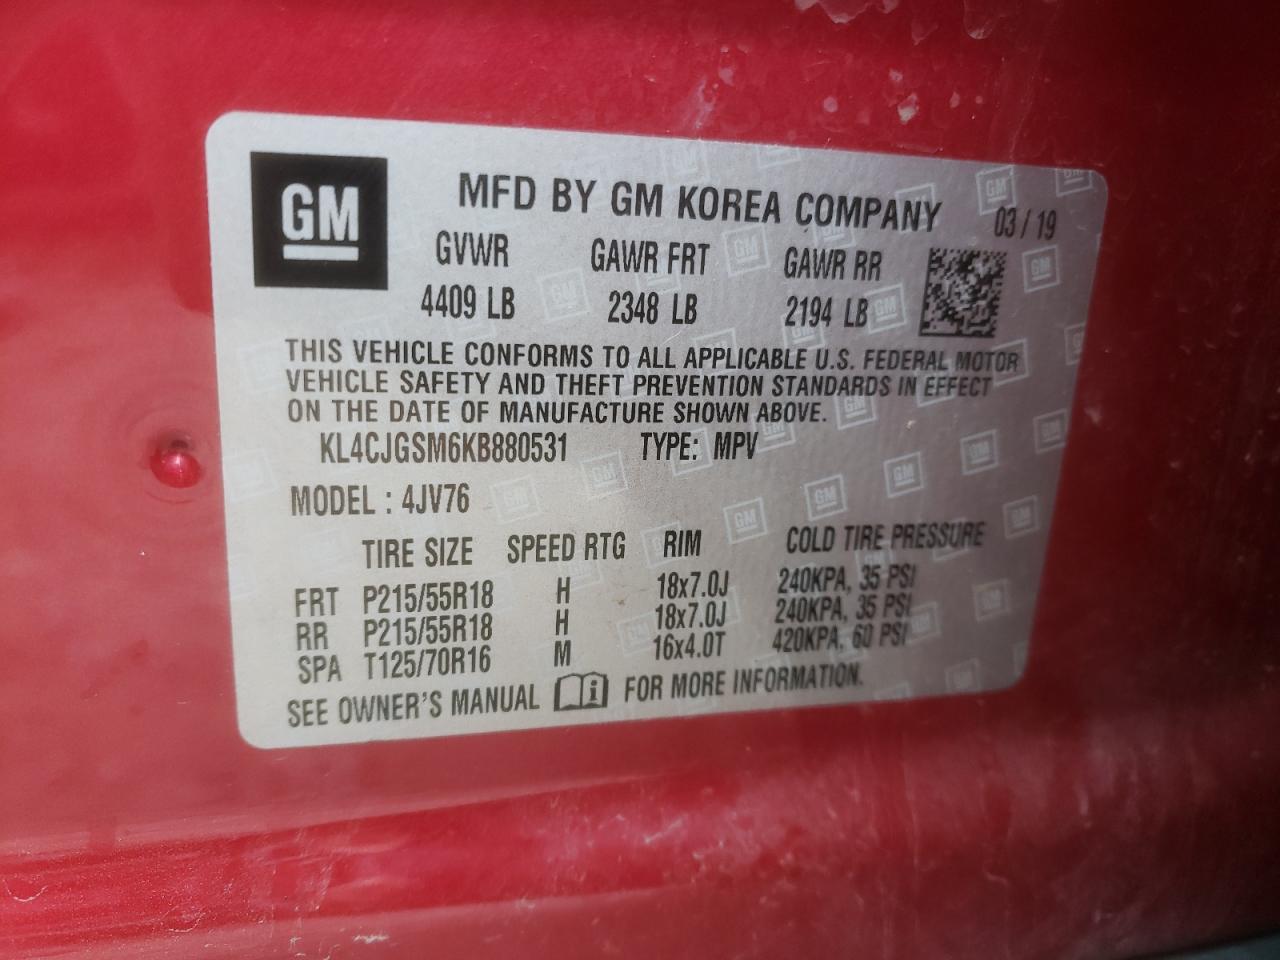 GM
MFD BY GM KOREA COMPANY 03 / 19
GVWR GAWR FRT GAWR RR
4409 LB 2348 LB 2194 LB
THIS VEHICLE CONFORMS TO ALL APPLICABLE U.S. FEDERAL MOTOR
VEHICLE SAFETY AND THEFT PREVENTION STANDARDS IN EFFECT
ON THE DATE OF MANUFACTURE SHOWN ABOVE.
KL4CJGSM6KB880531 TYPE: MPV
MODEL : 4JV76
TIRE SIZE SPEED RTG RIM COLD TIRE PRESSURE
FRT P215/55R18 H 18x7.0J 240KPA, 35 PSI
RR P215/55R18 H 18x7.0J 240KPA, 35 PSI
SPA T125/70R16 M 16x4.0T 420KPA, 60 PSI
SEE OWNER'S MANUAL i FOR MORE INFORMATION.